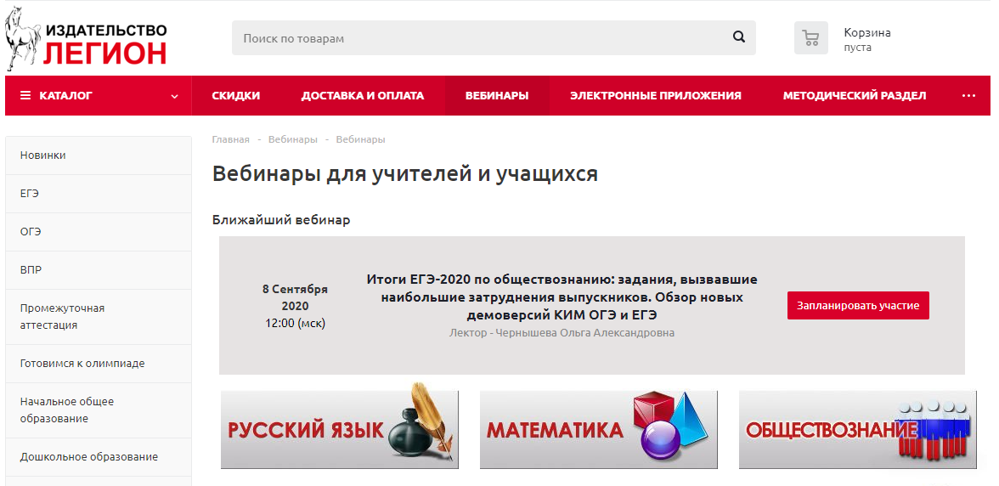 ИЗДАТЕЛЬСТВО
ЛЕГИОН
Поиск по товарам
Корзина
пуста
КАТАЛОГ
СКИДКИ
ДОСТАВКА И ОПЛАТА
ВЕБИНАРЫ
ЭЛЕКТРОННЫЕ ПРИЛОЖЕНИЯ
МЕТОДИЧЕСКИЙ РАЗДЕЛ
...
Новинки
ЕГЭ
ОГЭ
ВПР
Промежуточная
аттестация
Готовимся к олимпиаде
Начальное общее
образование
Дошкольное образование
Главная - Вебинары - Вебинары
Вебинары для учителей и учащихся
Ближайший вебинар
8 Сентября
2020
12:00 (мск)
Итоги ЕГЭ-2020 по обществознанию: задания, вызвавшие
наибольшие затруднения выпускников. Обзор новых
демоверсий КИМ ОГЭ и ЕГЭ
Лектор - Чернышева Ольга Александровна
Запланировать участие
РУССКИЙ ЯЗЫК
МАТЕМАТИКА
ОБЩЕСТВОЗНАНИЕ